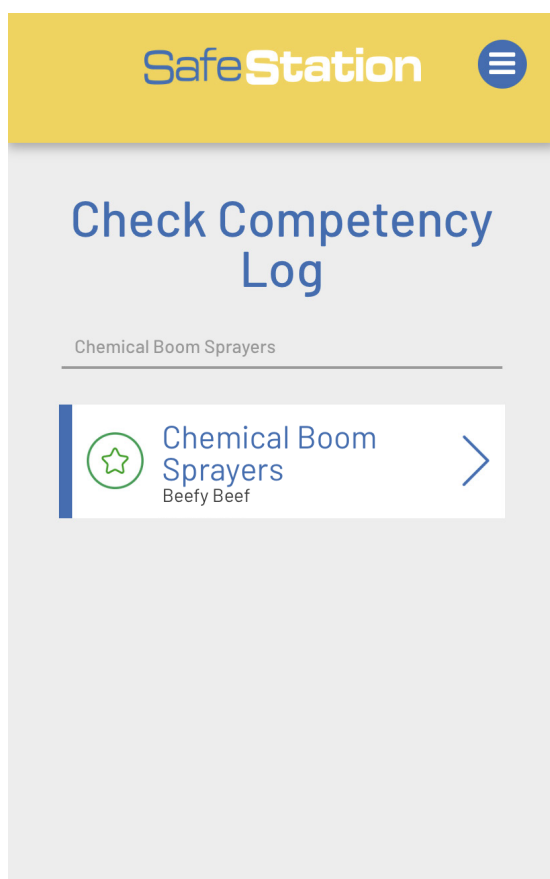 SafeStation
Check Competency
Log
Chemical Boom Sprayers
Chemical Boom
Sprayers
Beefy Beef